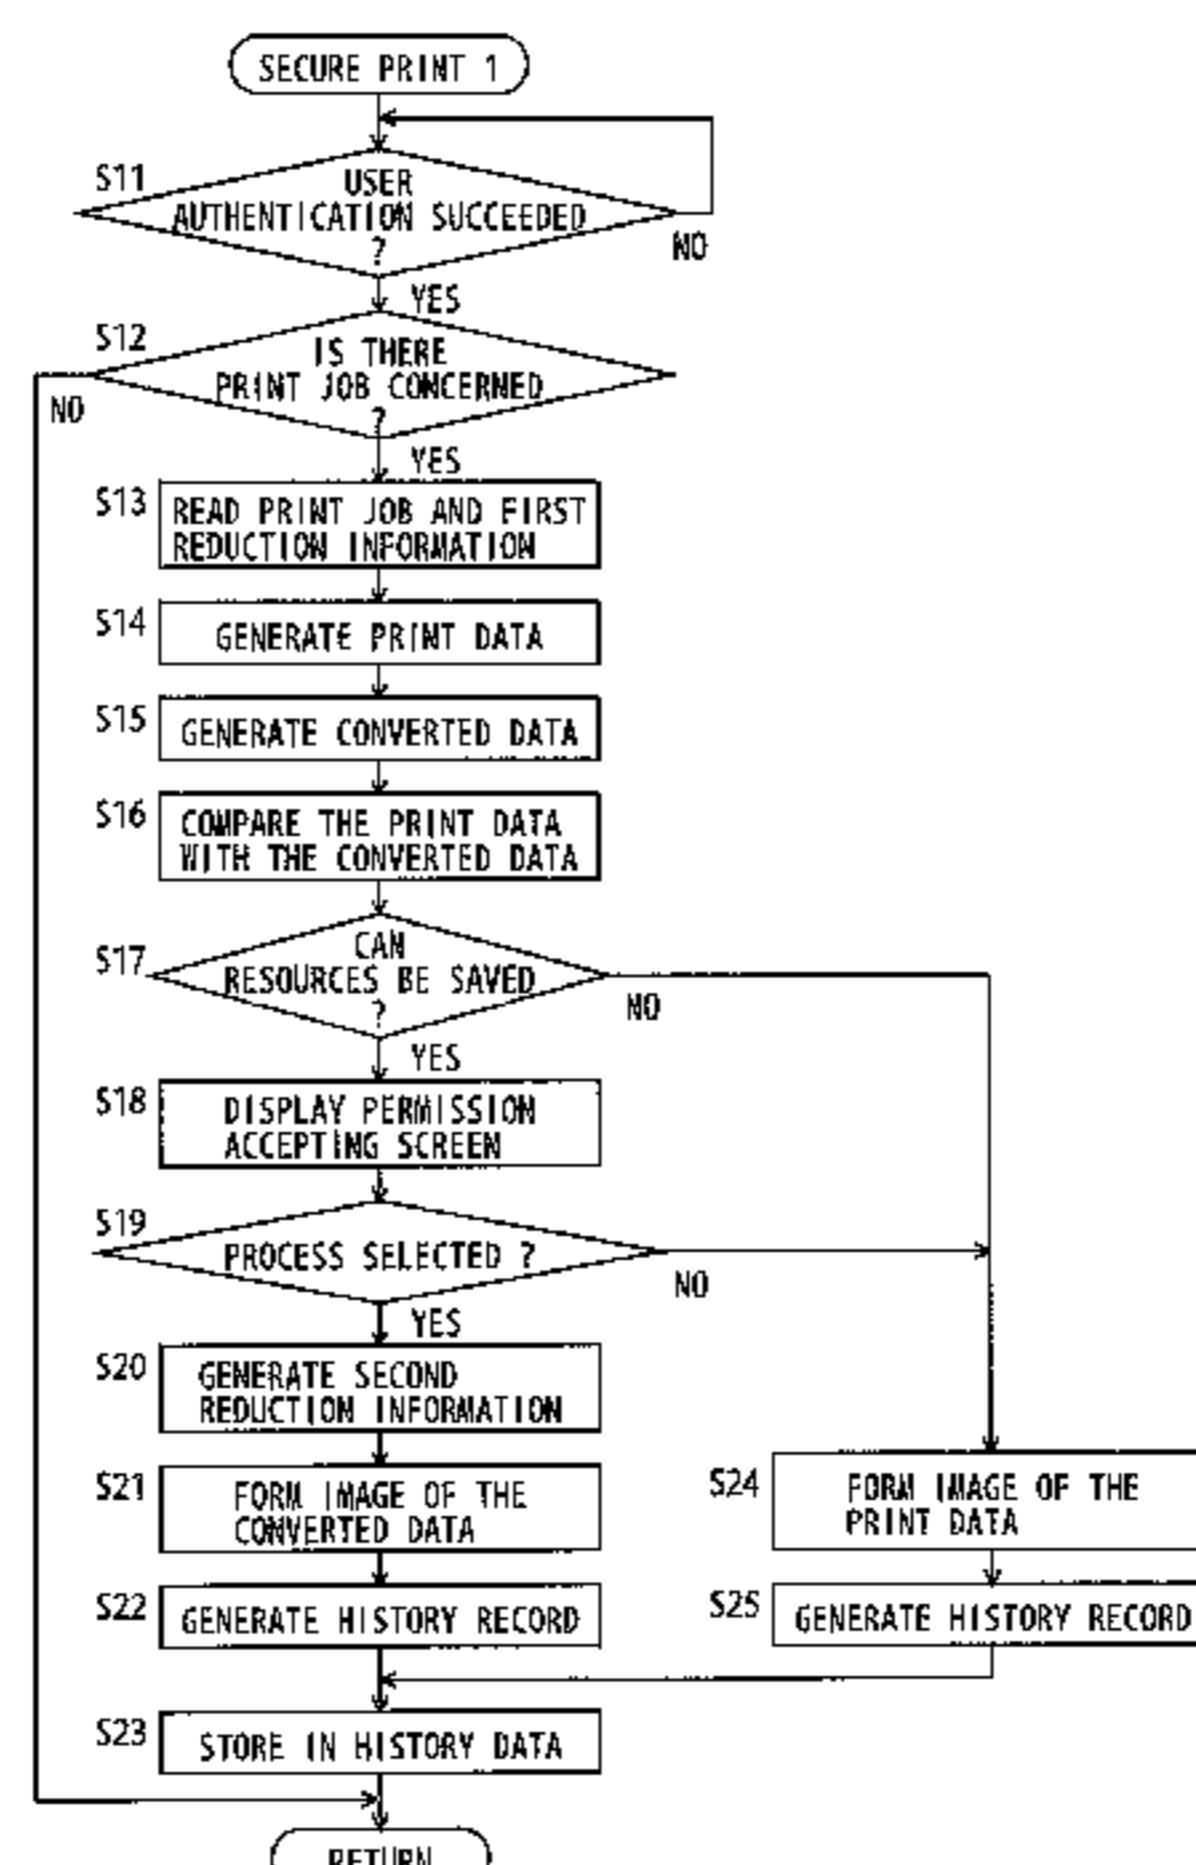 SECURE PRINT 1
S11
USER
AUTHENTICATION SUCCEEDED
?
NO
YES
S12
IS THERE
PRINT JOB CONCERNED
?
NO
YES
S13
READ PRINT JOB AND FIRST
REDUCTION INFORMATION
S14
GENERATE PRINT DATA
S15
GENERATE CONVERTED DATA
S16
COMPARE THE PRINT DATA
WITH THE CONVERTED DATA
S17
CAN
RESOURCES BE SAVED
?
NO
YES
S18
DISPLAY PERMISSION
ACCEPTING SCREEN
S19
PROCESS SELECTED ?
NO
YES
S20
GENERATE SECOND
REDUCTION INFORMATION
S21
FORM IMAGE OF THE
CONVERTED DATA
S24
FORM IMAGE OF THE
PRINT DATA
S22
GENERATE HISTORY RECORD
S25
GENERATE HISTORY RECORD
S23
STORE IN HISTORY DATA
RETURN